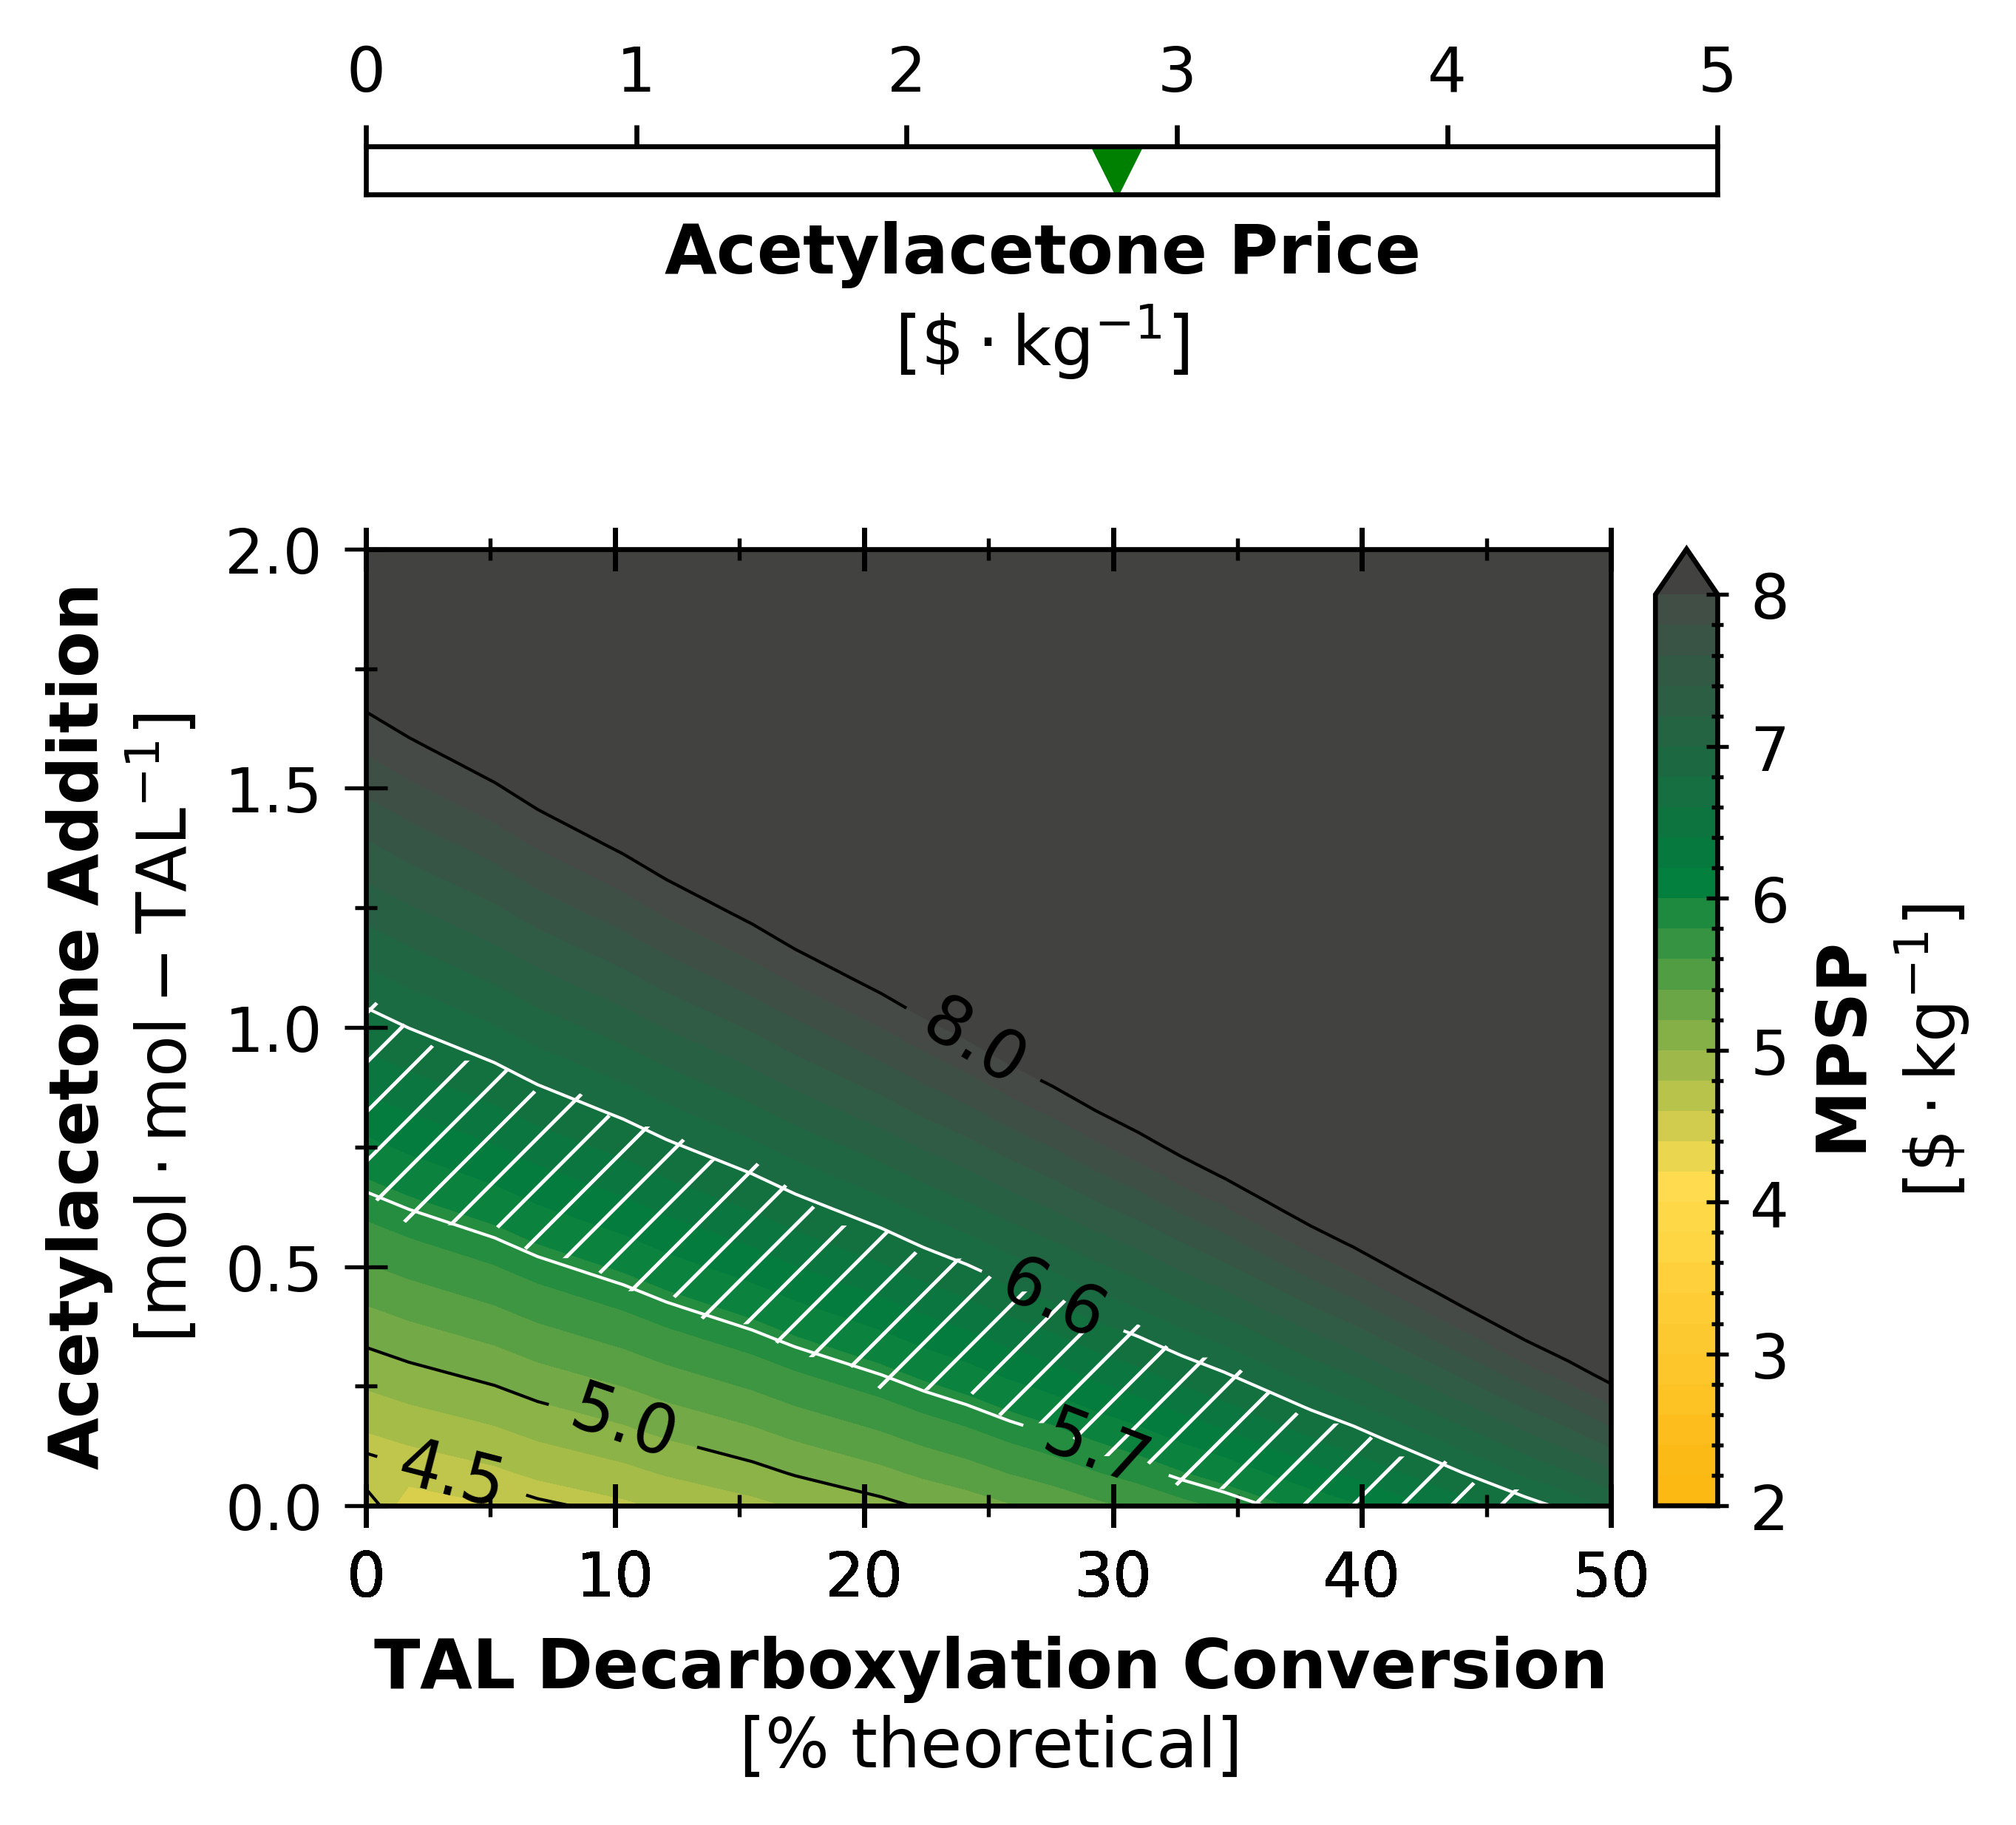 0 1 2 3 4 5
Acetylacetone Price
[$ · kg⁻¹]
Acetylacetone Addition
[mol · mol − TAL⁻¹]
2.0
1.5
1.0
0.5
0.0
8.0
6.6
5.7
5.0
4.5
8
7
6
5
4
3
2
MPSP
[$ · kg⁻¹]
0 10 20 30 40 50
TAL Decarboxylation Conversion
[% theoretical]